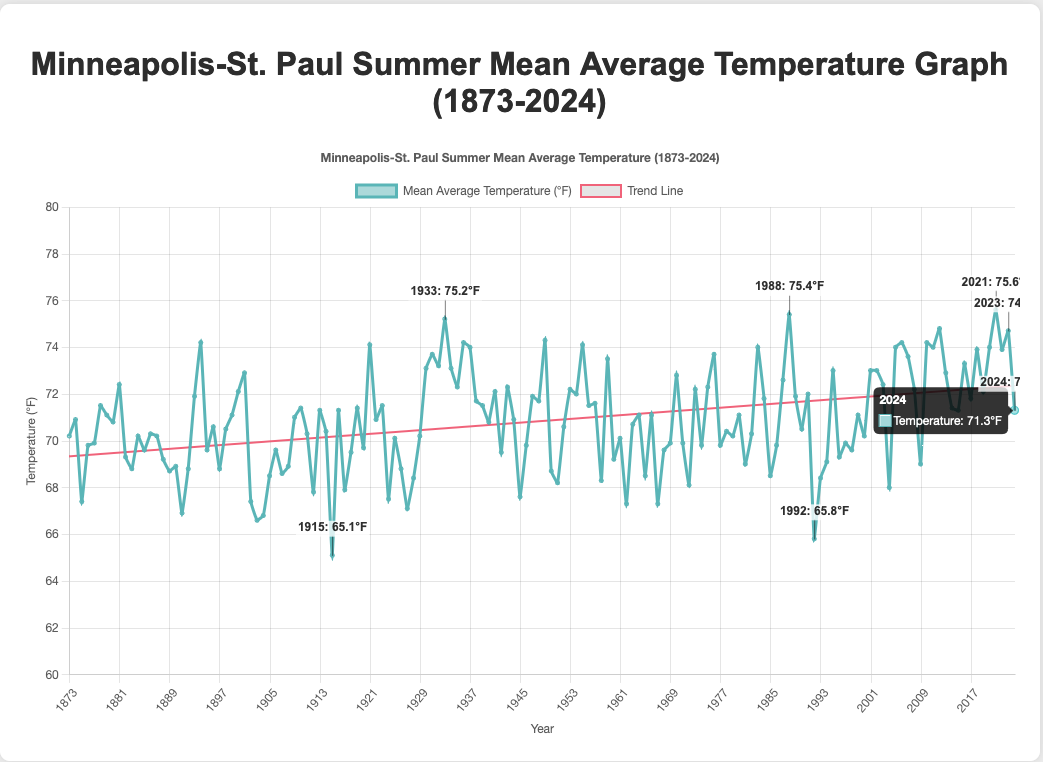 Minneapolis-St. Paul Summer Mean Average Temperature Graph
(1873-2024)
Minneapolis-St. Paul Summer Mean Average Temperature (1873-2024)
Mean Average Temperature (°F) Trend Line
80
78
76
74
72
70
68
66
64
62
60
Temperature (°F)
1933: 75.2°F
1988: 75.4°F
2021: 75.6°
2023: 74
2024: 7
2024
Temperature: 71.3°F
1915: 65.1°F
1992: 65.8°F
1873 1881 1889 1897 1905 1913 1921 1929 1937 1945 1953 1961 1969 1977 1985 1993 2001 2009 2017
Year